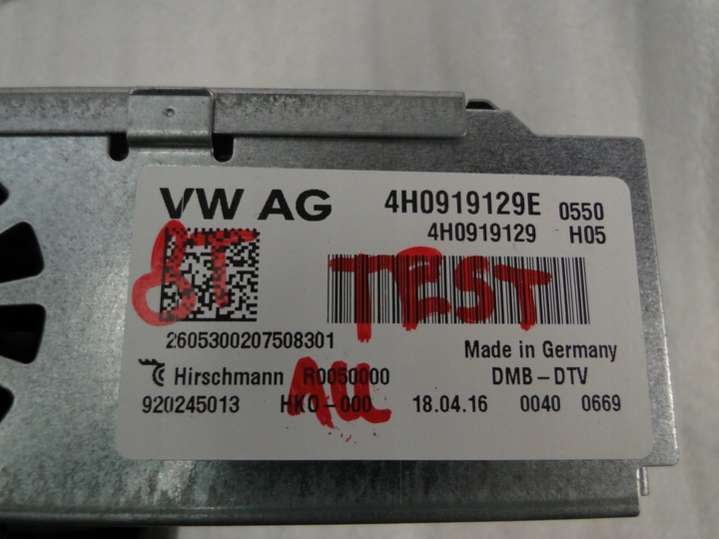 VW AG 4H0919129E 0550
4H0919129 H05
8T TEST
2605300207508301
Made in Germany
Hirschmann R0050000 DMB-DTV
ALL
920245013 HKO-000 18.04.16 0040 0669